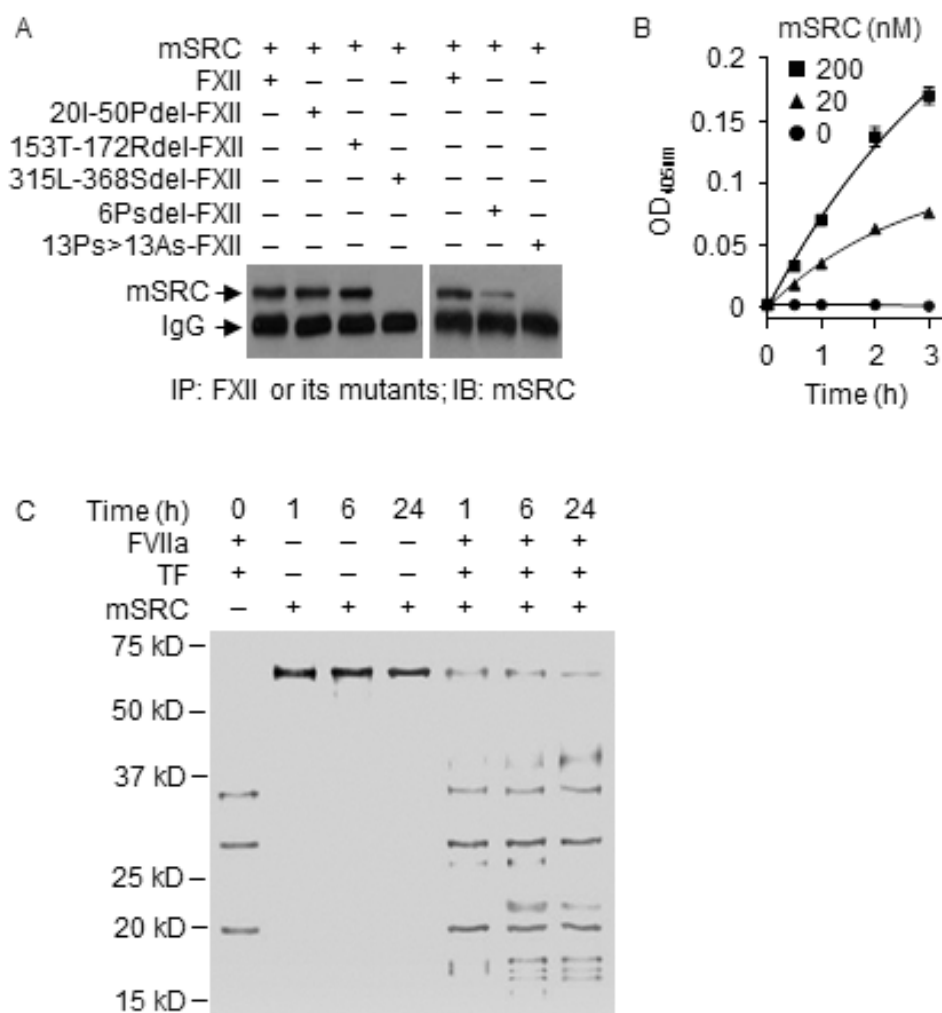 A
mSRC + + + + + + +
FXII + – – – + – –
20I-50Pdel-FXII – + – – – – –
153T-172Rdel-FXII – – + – – – –
315L-368Sdel-FXII – – – + – – –
6Psdel-FXII – – – – – + –
13Ps>13As-FXII – – – – – – +
mSRC
IgG
IP: FXII or its mutants; IB: mSRC
B
mSRC (nM)
200
20
0
OD405nm
0.2
0.15
0.1
0.05
0
0 1 2 3
Time (h)
C
Time (h) 0 1 6 24 1 6 24
FVIIa + – – – + + +
TF + – – – + + +
mSRC – + + + + + +
75 kD –
50 kD –
37 kD –
25 kD –
20 kD –
15 kD –